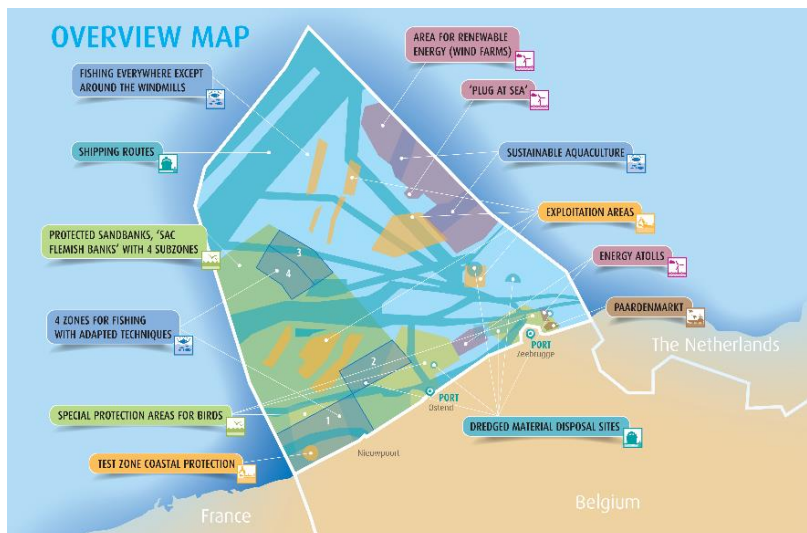 OVERVIEW MAP
AREA FOR RENEWABLE
ENERGY (WIND FARMS)
FISHING EVERYWHERE EXCEPT
AROUND THE WINDMILLS
'PLUG AT SEA'
SHIPPING ROUTES
SUSTAINABLE AQUACULTURE
EXPLOITATION AREAS
PROTECTED SANDBANKS, 'SAC
FLEMISH BANKS' WITH 4 SUBZONES
3
4
ENERGY ATOLLS
PAARDENMARKT
4 ZONES FOR FISHING
WITH ADAPTED TECHNIQUES
The Netherlands
PORT
Zeebrugge
2
PORT
Ostend
SPECIAL PROTECTION AREAS FOR BIRDS
1
DREDGED MATERIAL DISPOSAL SITES
Nieuwpoort
TEST ZONE COASTAL PROTECTION
France
Belgium